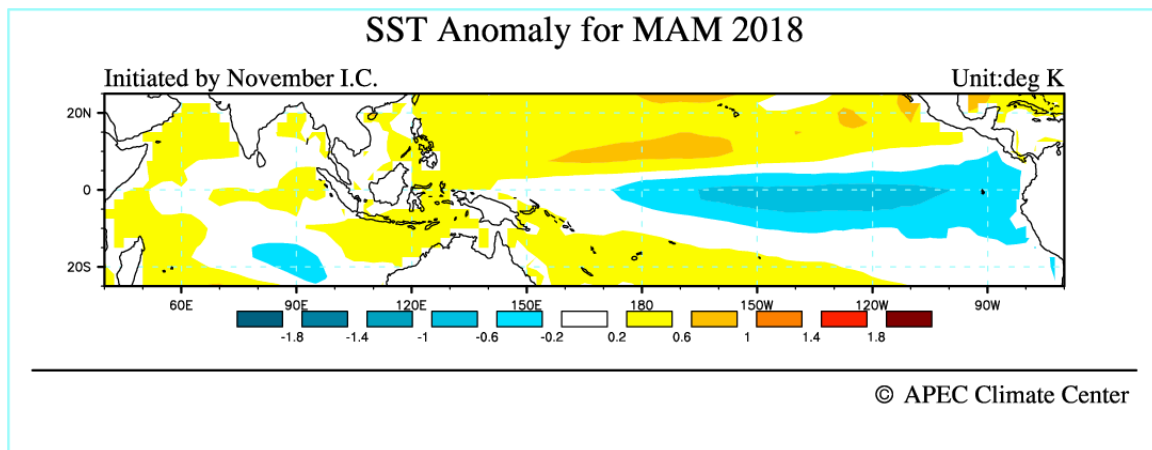 SST Anomaly for MAM 2018
Initiated by November I.C. Unit:deg K
20N
0
20S
60E 90E 120E 150E 180 150W 120W 90W
-1.8 -1.4 -1 -0.6 -0.2 0.2 0.6 1 1.4 1.8
© APEC Climate Center